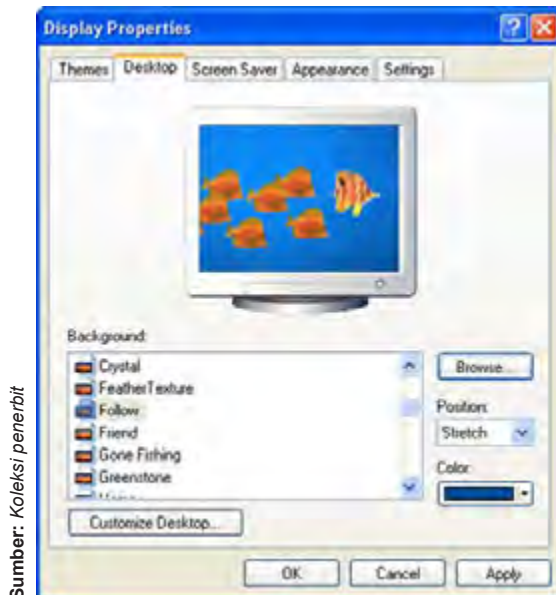 Display Properties
Themes Desktop Screen Saver Appearance Settings
Background:
Crystal
FeatherTexture
Follow
Friend
Gone Fishing
Greenstone
Browse...
Position:
Stretch
Color:
Customize Desktop...
OK Cancel Apply
Sumber: Koleksi penerbit